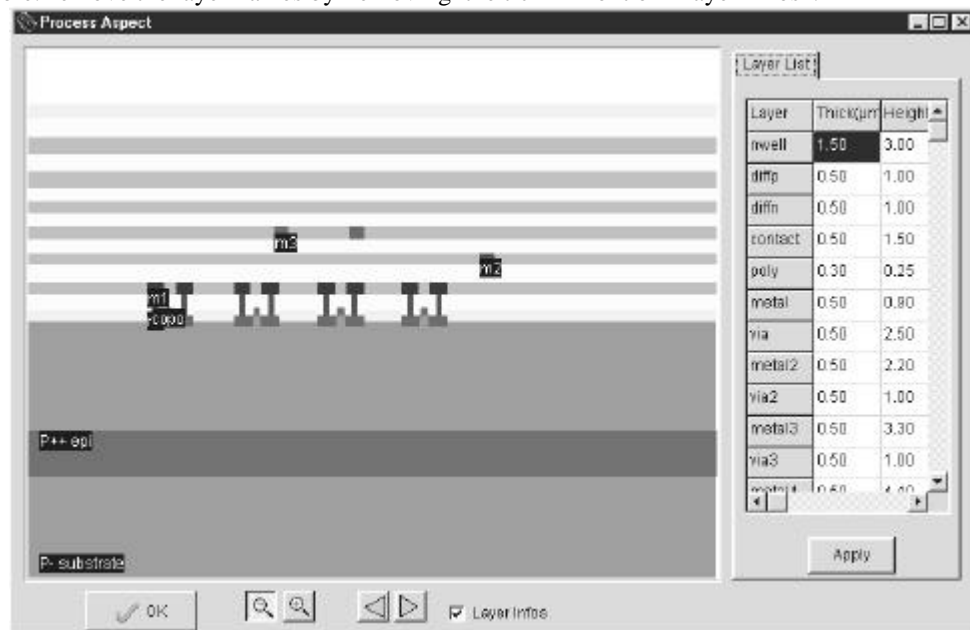 Process Aspect
Layer List
Layer Thick(µm Height
nwell 1.50 3.00
diffp 0.50 1.00
diffn 0.50 1.00
contact 0.50 1.50
poly 0.30 0.25
metal 0.50 0.90
via 0.50 2.50
metal2 0.50 2.20
via2 0.50 1.00
metal3 0.50 3.30
via3 0.50 1.00
m3
m2
m1
P++ epi
P- substrate
Apply
OK
Layer Infos